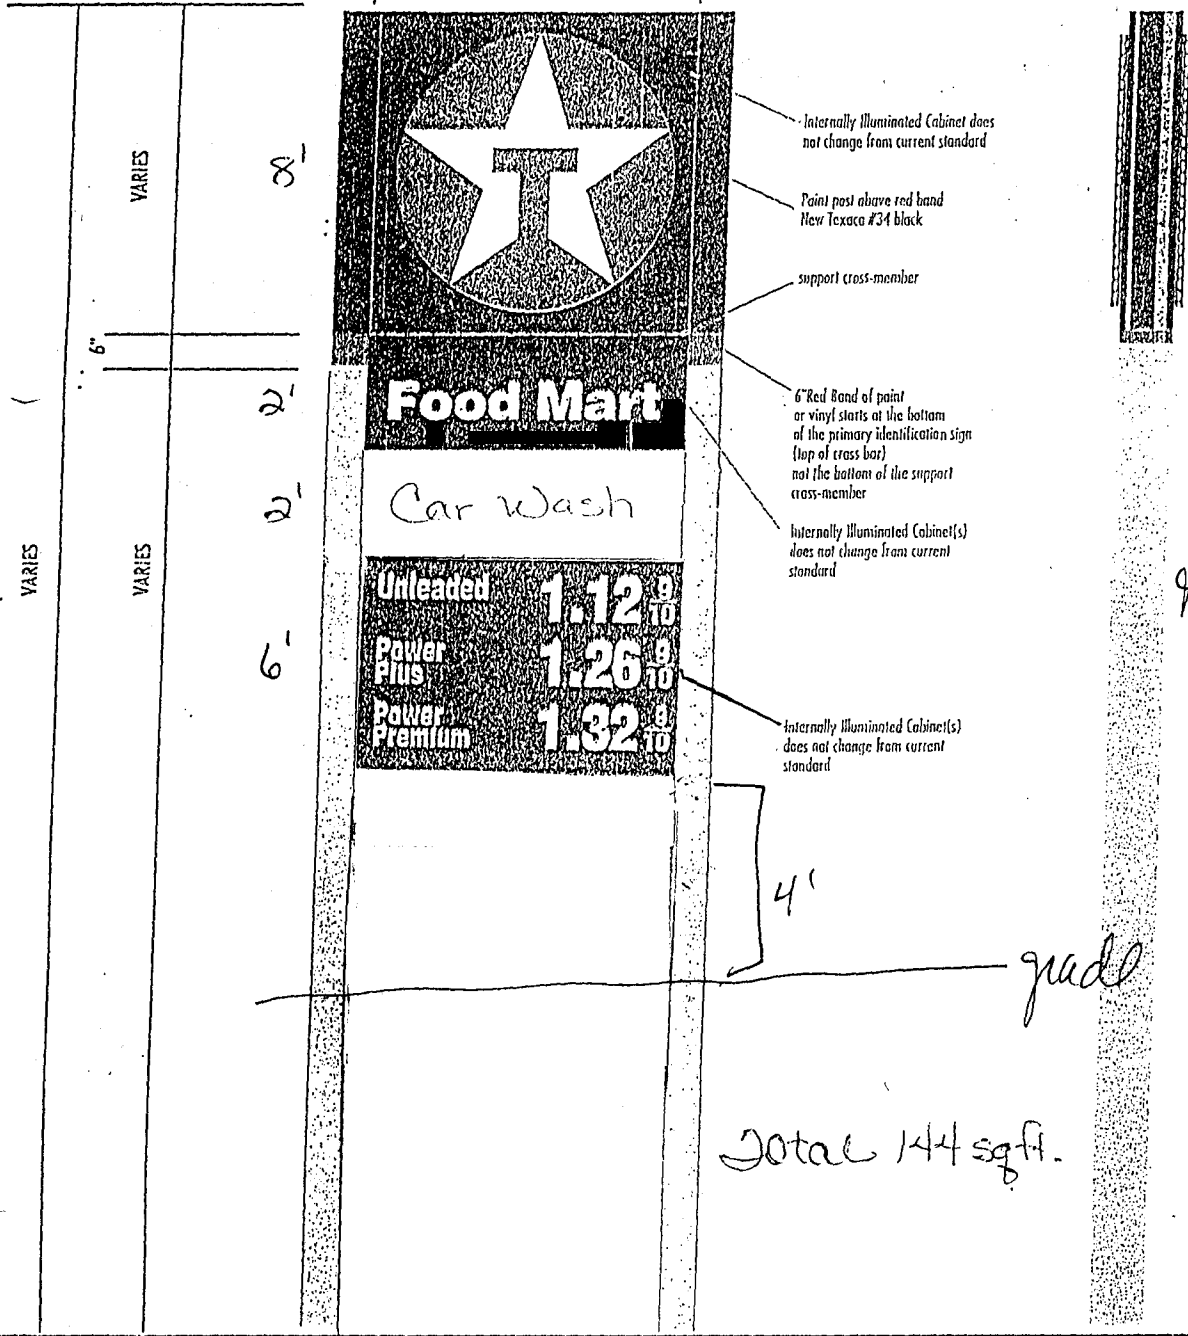 8'
VARIES
Internally Illuminated Cabinet does
not change from current standard
Paint post above red band
New Texaco #34 black
support cross-member
T
6"
2'
Food Mart
6"Red Band of paint
or vinyl starts at the bottom
of the primary identification sign
(top of cross bar)
not the bottom of the support
cross-member
2'
Car Wash
Internally Illuminated Cabinet(s)
does not change from current
standard
VARIES
VARIES
6'
Unleaded 1.12 9/10
Power
Plus 1.26 9/10
Power
Premium 1.32 9/10
Internally Illuminated Cabinet(s)
does not change from current
standard
4'
grade
Total 144 sqft.